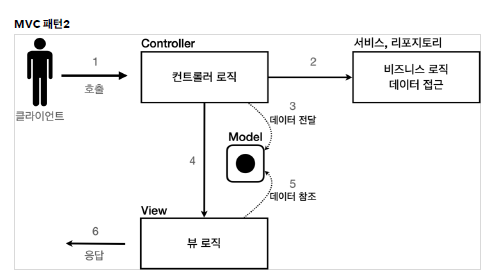 MVC 패턴2
Controller
서비스, 리포지토리
1
호출
컨트롤러 로직
2
비즈니스 로직
데이터 접근
클라이언트
3
데이터 전달
Model
4
5
데이터 참조
View
6
응답
뷰 로직